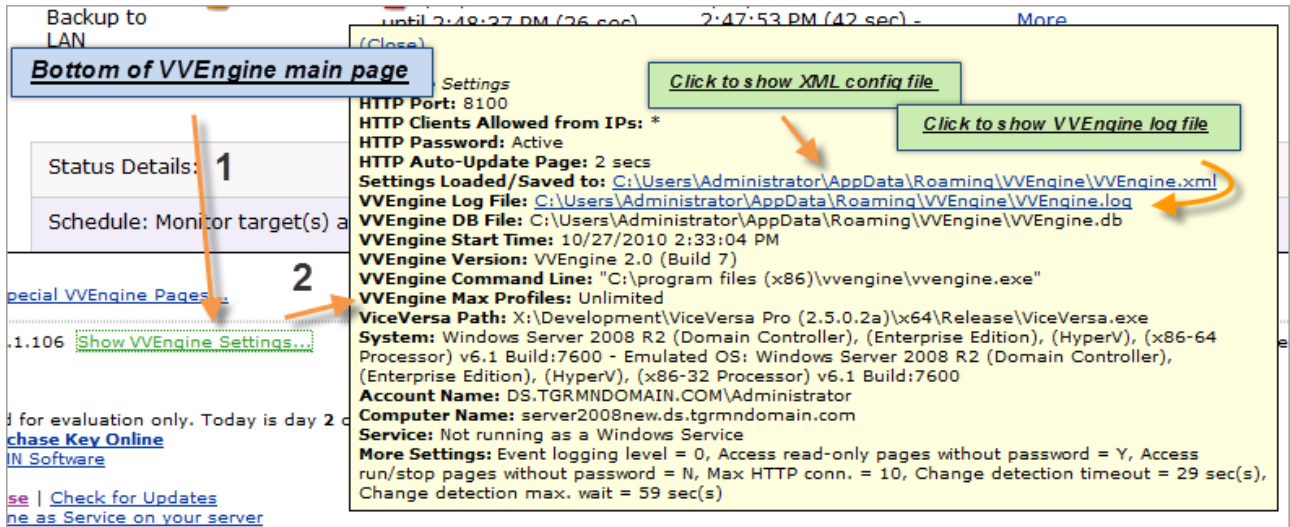 Backup to
LAN
until 2:48:37 PM (26 sec)
2:47:53 PM (42 sec) -
More
Bottom of VVEngine main page
(Close)
Settings
Click to show XML config file
Click to show VVEngine log file
HTTP Port: 8100
HTTP Clients Allowed from IPs: *
HTTP Password: Active
HTTP Auto-Update Page: 2 secs
Settings Loaded/Saved to: C:\Users\Administrator\AppData\Roaming\VVEngine\VVEngine.xml
VVEngine Log File: C:\Users\Administrator\AppData\Roaming\VVEngine\VVEngine.log
VVEngine DB File: C:\Users\Administrator\AppData\Roaming\VVEngine\VVEngine.db
VVEngine Start Time: 10/27/2010 2:33:04 PM
VVEngine Version: VVEngine 2.0 (Build 7)
VVEngine Command Line: "C:\program files (x86)\vvengine\vvengine.exe"
VVEngine Max Profiles: Unlimited
ViceVersa Path: X:\Development\ViceVersa Pro (2.5.0.2a)\x64\Release\ViceVersa.exe
System: Windows Server 2008 R2 (Domain Controller), (Enterprise Edition), (HyperV), (x86-64
Processor) v6.1 Build:7600 - Emulated OS: Windows Server 2008 R2 (Domain Controller),
(Enterprise Edition), (HyperV), (x86-32 Processor) v6.1 Build:7600
Account Name: DS.TGRMNDOMAIN.COM\Administrator
Computer Name: server2008new.ds.tgrmndomain.com
Service: Not running as a Windows Service
More Settings: Event logging level = 0, Access read-only pages without password = Y, Access
run/stop pages without password = N, Max HTTP conn. = 10, Change detection timeout = 29 sec(s),
Change detection max. wait = 59 sec(s)
Status Details: 1
Schedule: Monitor target(s) a
2
pecial VVEngine Pages...
.1.106 Show VVEngine Settings...
d for evaluation only. Today is day 2 o
chase Key Online
IN Software
se | Check for Updates
ne as Service on your server